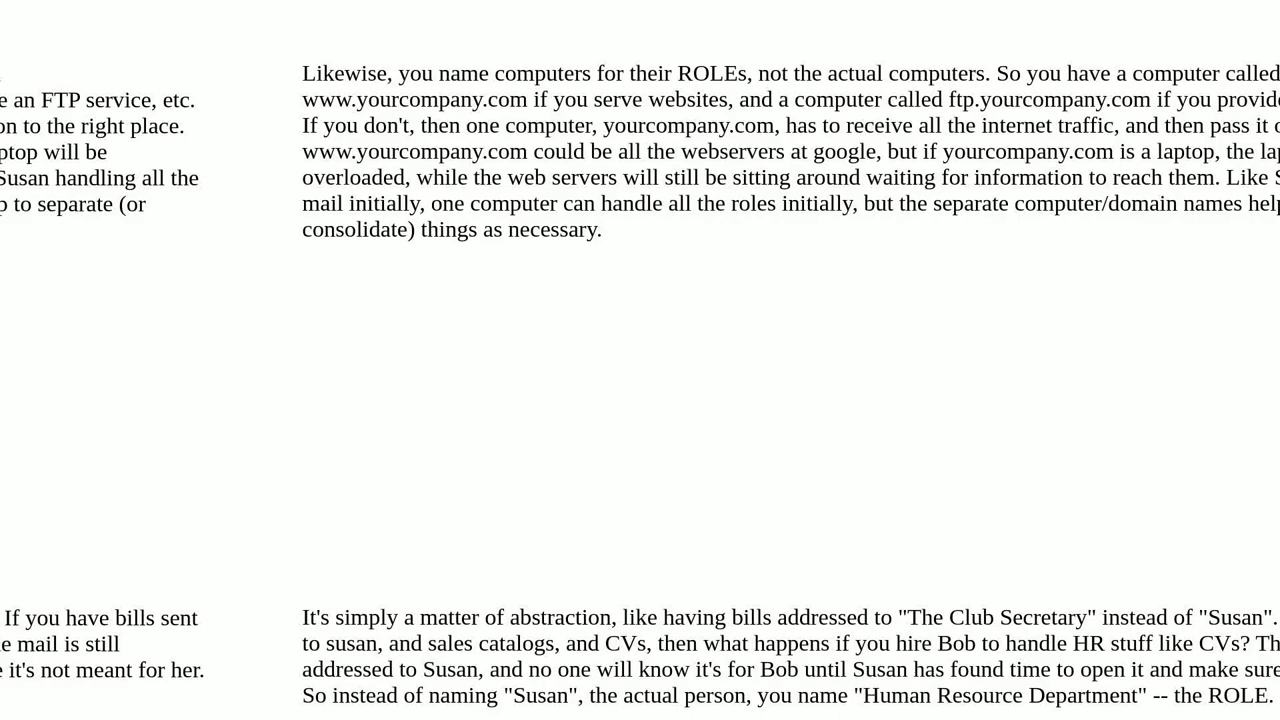 e an FTP service, etc.
on to the right place.
ptop will be
Susan handling all the
p to separate (or
Likewise, you name computers for their ROLEs, not the actual computers. So you have a computer called
www.yourcompany.com if you serve websites, and a computer called ftp.yourcompany.com if you provide
If you don't, then one computer, yourcompany.com, has to receive all the internet traffic, and then pass it o
www.yourcompany.com could be all the webservers at google, but if yourcompany.com is a laptop, the lap
overloaded, while the web servers will still be sitting around waiting for information to reach them. Like S
mail initially, one computer can handle all the roles initially, but the separate computer/domain names help
consolidate) things as necessary.
If you have bills sent
e mail is still
e it's not meant for her.
It's simply a matter of abstraction, like having bills addressed to "The Club Secretary" instead of "Susan".
to susan, and sales catalogs, and CVs, then what happens if you hire Bob to handle HR stuff like CVs? Th
addressed to Susan, and no one will know it's for Bob until Susan has found time to open it and make sure
So instead of naming "Susan", the actual person, you name "Human Resource Department" -- the ROLE.